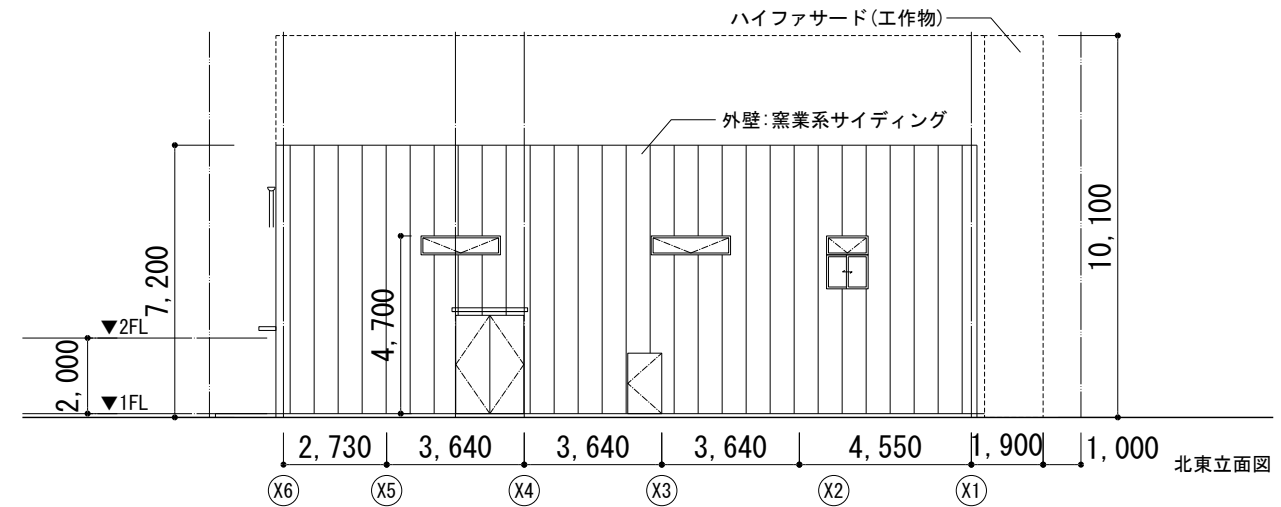 ハイファサード(工作物)
外壁:窯業系サイディング
10,100
7,200
▼2FL
4,700
2,000
▼1FL
2,730 3,640 3,640 3,640 4,550 1,900 1,000
北東立面図
X6 X5 X4 X3 X2 X1